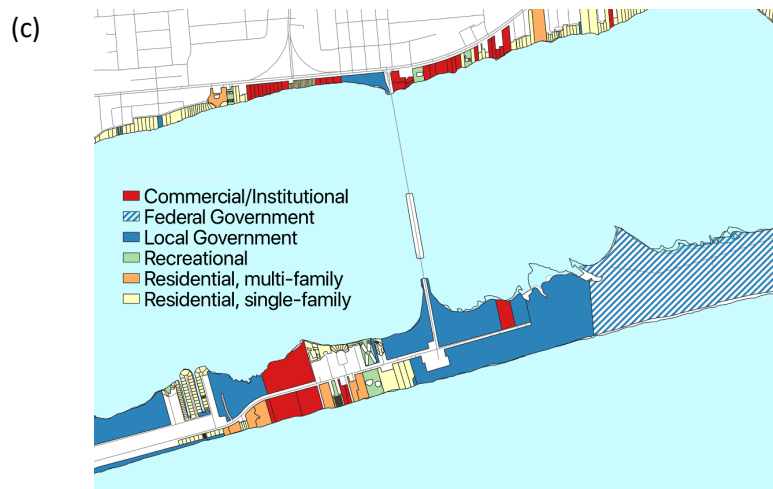 (c)
Commercial/Institutional
Federal Government
Local Government
Recreational
Residential, multi-family
Residential, single-family